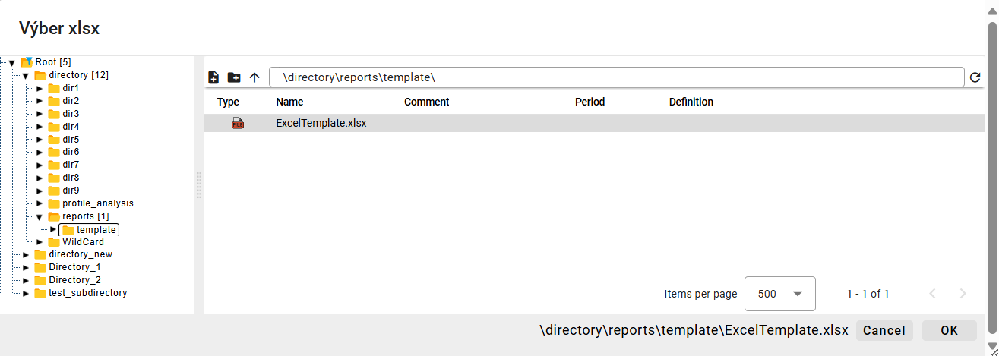 Výber xlsx
Root [5]
directory [12]
dir1
dir2
dir3
dir4
dir5
dir6
dir7
dir8
dir9
profile_analysis
reports [1]
template
WildCard
directory_new
Directory_1
Directory_2
test_subdirectory
\directory\reports\template\
Type Name Comment Period Definition
FILE ExcelTemplate.xlsx
Items per page 500 1 - 1 of 1
\directory\reports\template\ExcelTemplate.xlsx Cancel OK